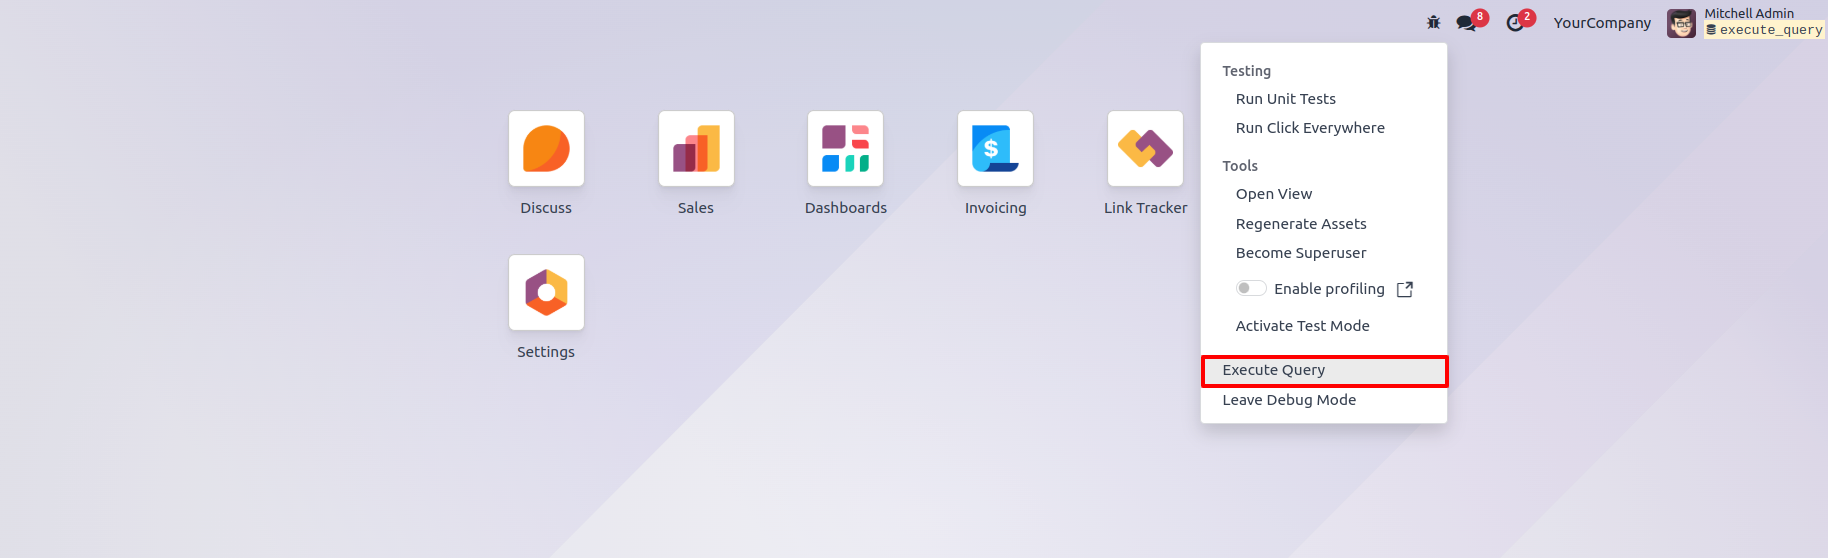 8
2
YourCompany
Mitchell Admin
execute_query
Testing
Run Unit Tests
Run Click Everywhere
Tools
Open View
Regenerate Assets
Become Superuser
Enable profiling
Activate Test Mode
Execute Query
Leave Debug Mode
$
Discuss
Sales
Dashboards
Invoicing
Link Tracker
Settings